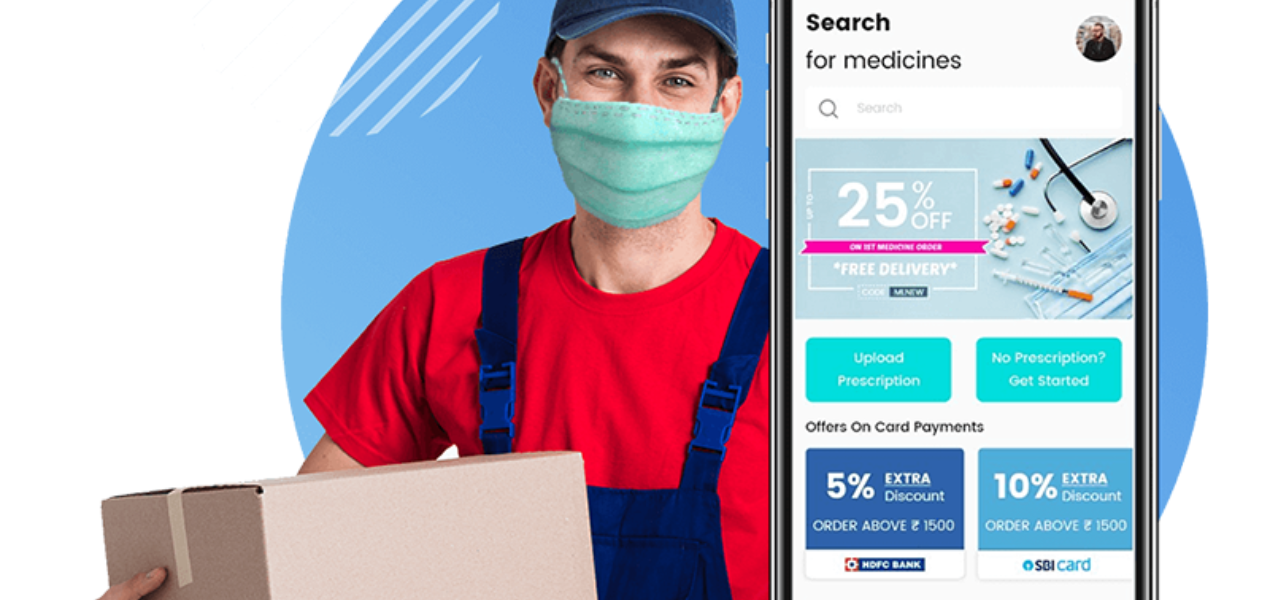 Search
for medicines
Search
UP TO
25%
OFF
ON 1ST MEDICINE ORDER
*FREE DELIVERY*
CODE MLNEW
Upload
Prescription
No Prescription?
Get Started
Offers On Card Payments
5% EXTRA
Discount
ORDER ABOVE ₹ 1500
HDFC BANK
10% EXTRA
Discount
ORDER ABOVE ₹ 1500
SBI card